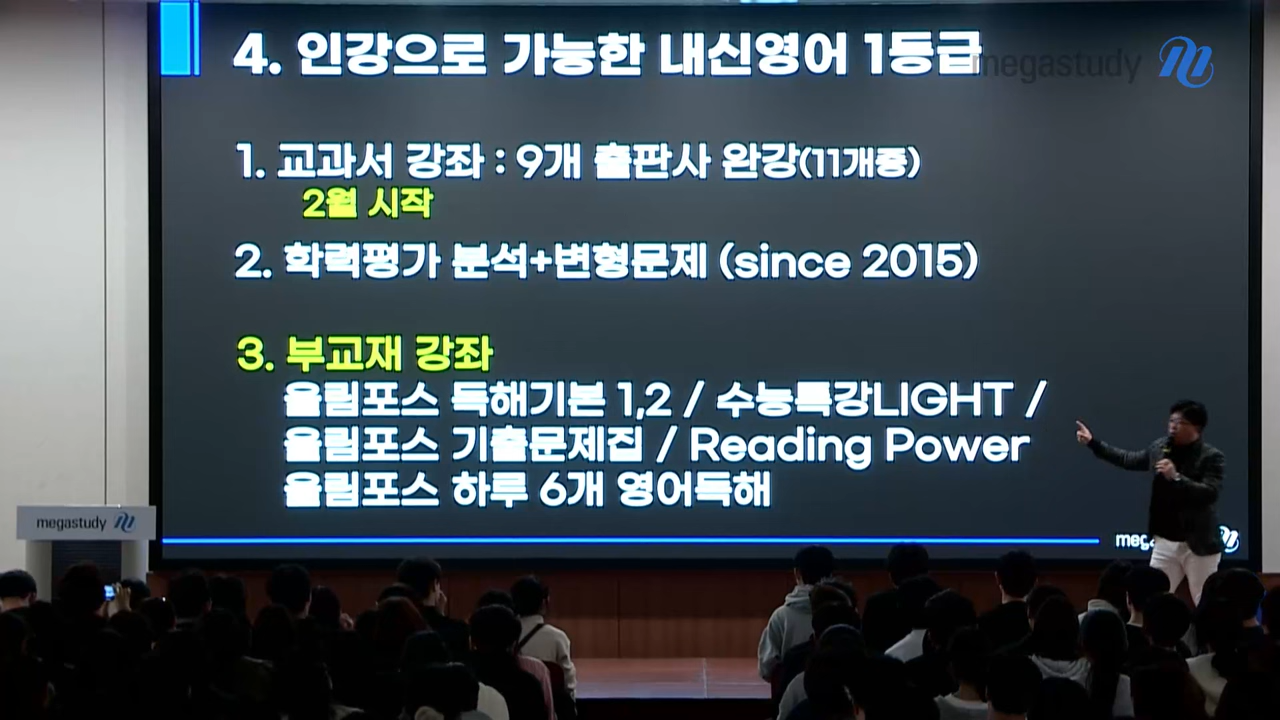 4. 인강으로 가능한 내신영어 1등급
megastudy
1. 교과서 강좌 : 9개 출판사 완강(11개중)
2월 시작
2. 학력평가 분석+변형문제 (since 2015)
3. 부교재 강좌
올림포스 독해기본 1,2 / 수능특강LIGHT /
올림포스 기출문제집 / Reading Power
올림포스 하루 6개 영어독해
megastudy